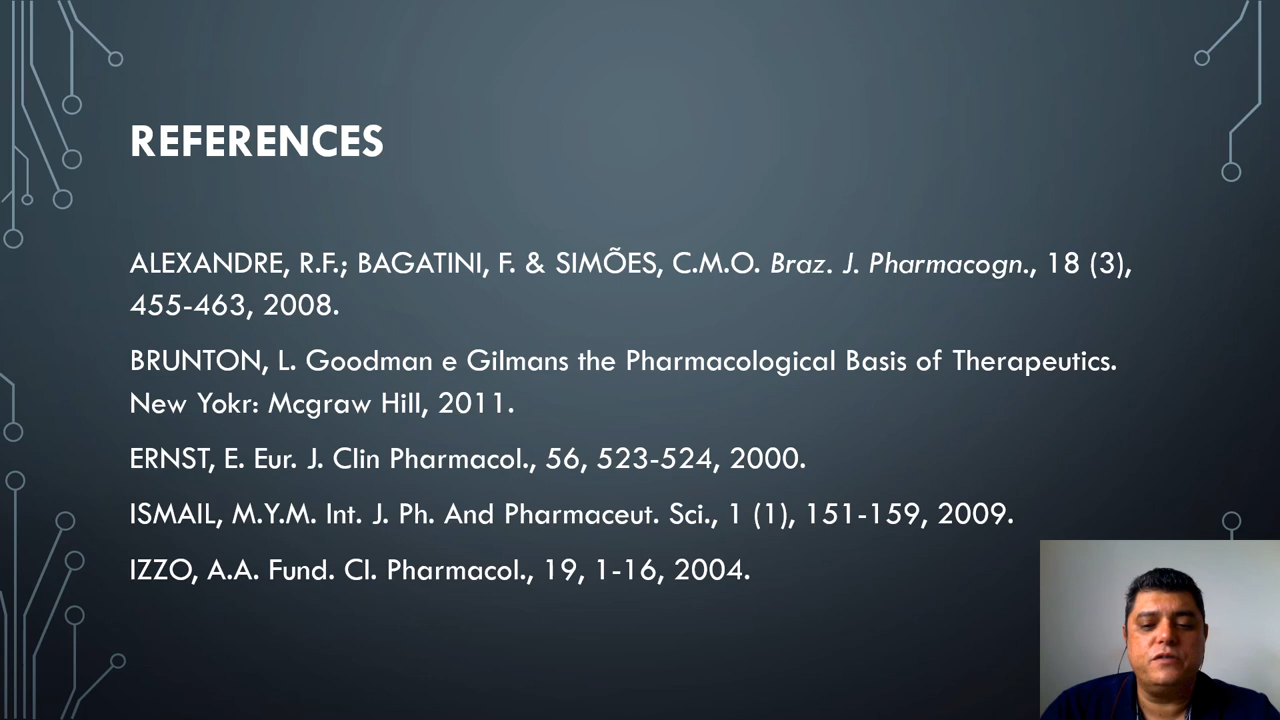 REFERENCES
ALEXANDRE, R.F.; BAGATINI, F. & SIMÕES, C.M.O. Braz. J. Pharmacogn., 18 (3),
455-463, 2008.
BRUNTON, L. Goodman e Gilmans the Pharmacological Basis of Therapeutics.
New Yokr: Mcgraw Hill, 2011.
ERNST, E. Eur. J. Clin Pharmacol., 56, 523-524, 2000.
ISMAIL, M.Y.M. Int. J. Ph. And Pharmaceut. Sci., 1 (1), 151-159, 2009.
IZZO, A.A. Fund. Cl. Pharmacol., 19, 1-16, 2004.